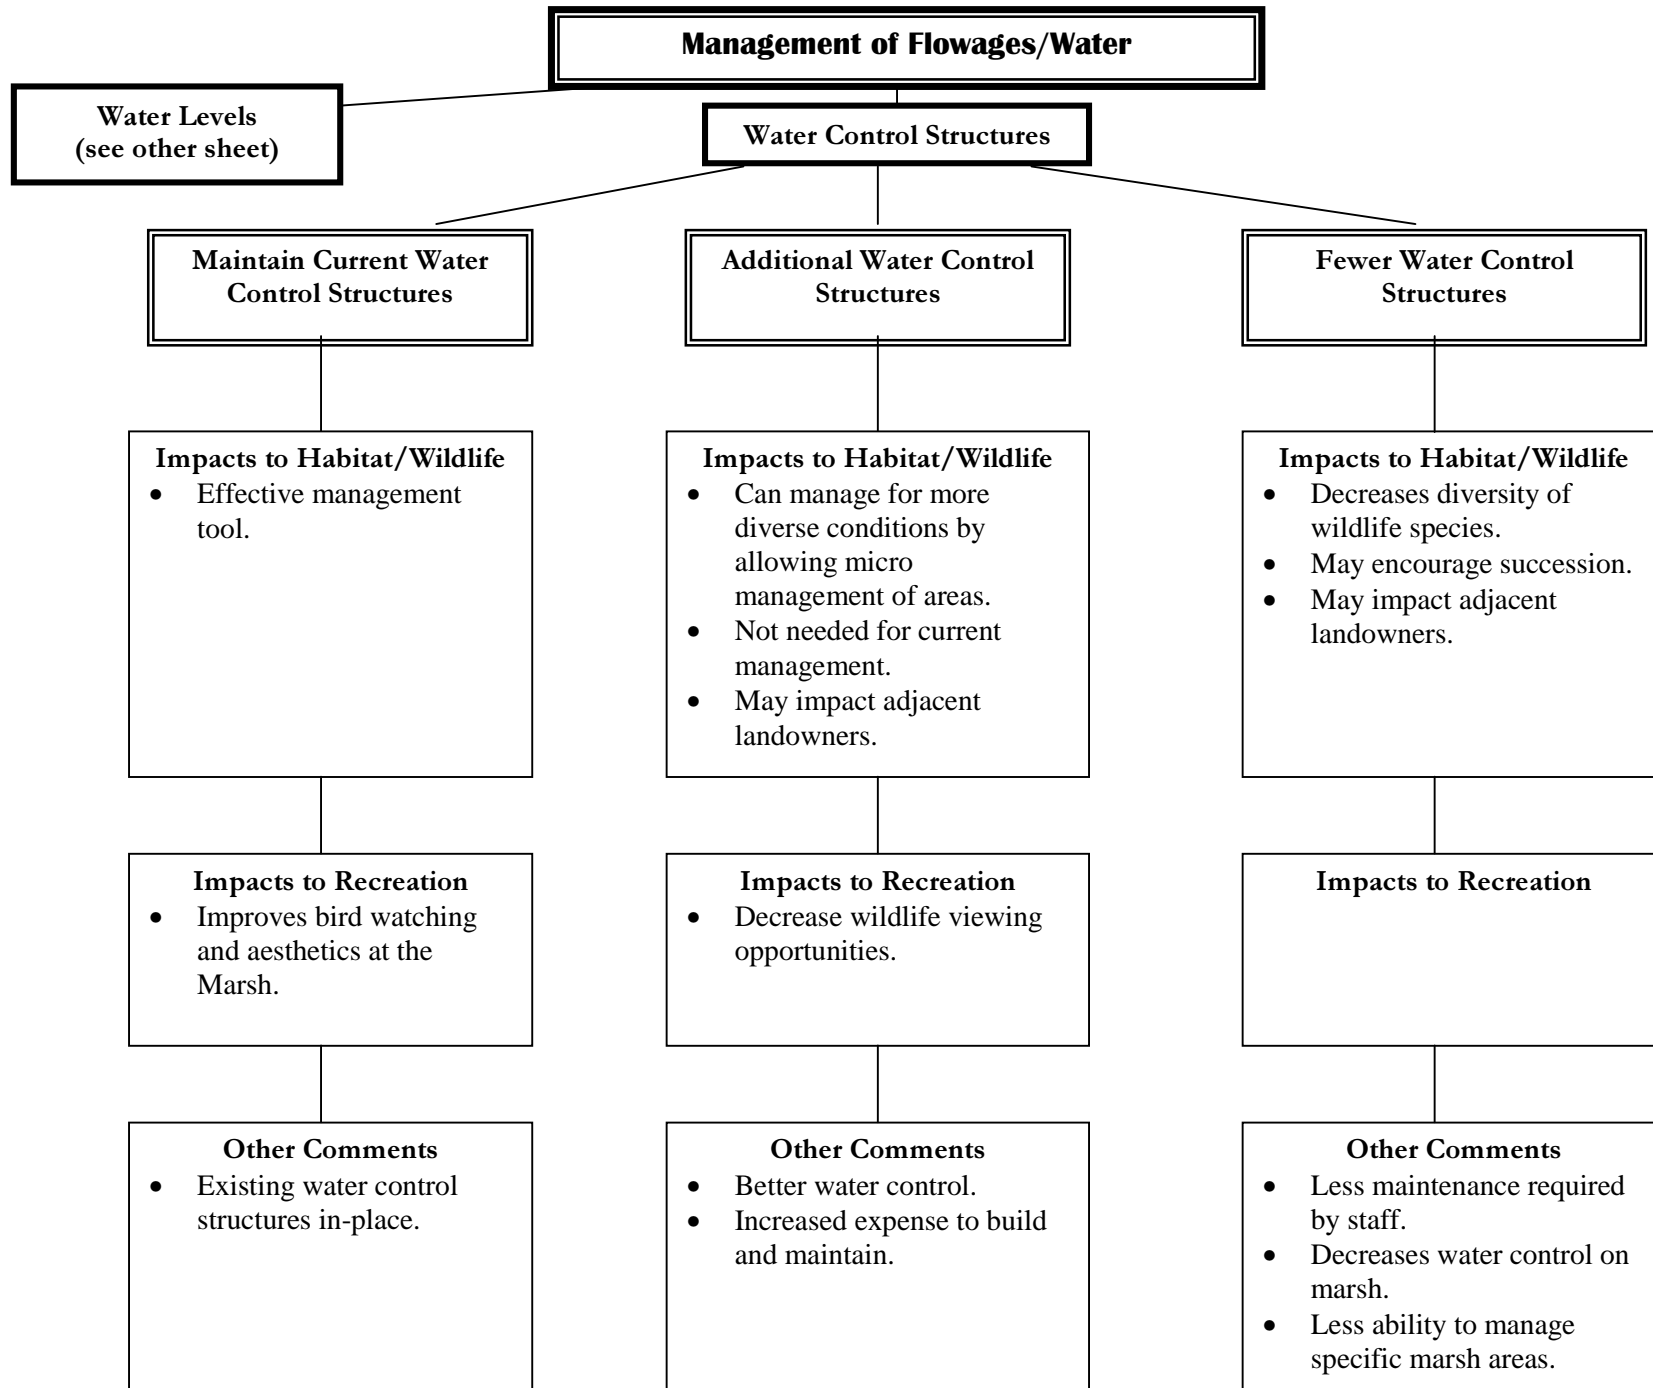 Management of Flowages/Water
Water Levels
(see other sheet)
Water Control Structures
Maintain Current Water
Control Structures
Additional Water Control
Structures
Fewer Water Control
Structures
Impacts to Habitat/Wildlife
• Effective management
tool.
Impacts to Habitat/Wildlife
• Can manage for more
diverse conditions by
allowing micro
management of areas.
• Not needed for current
management.
• May impact adjacent
landowners.
Impacts to Habitat/Wildlife
• Decreases diversity of
wildlife species.
• May encourage succession.
• May impact adjacent
landowners.
Impacts to Recreation
• Improves bird watching
and aesthetics at the
Marsh.
Impacts to Recreation
• Decrease wildlife viewing
opportunities.
Impacts to Recreation
Other Comments
• Existing water control
structures in-place.
Other Comments
• Better water control.
• Increased expense to build
and maintain.
Other Comments
• Less maintenance required
by staff.
• Decreases water control on
marsh.
• Less ability to manage
specific marsh areas.